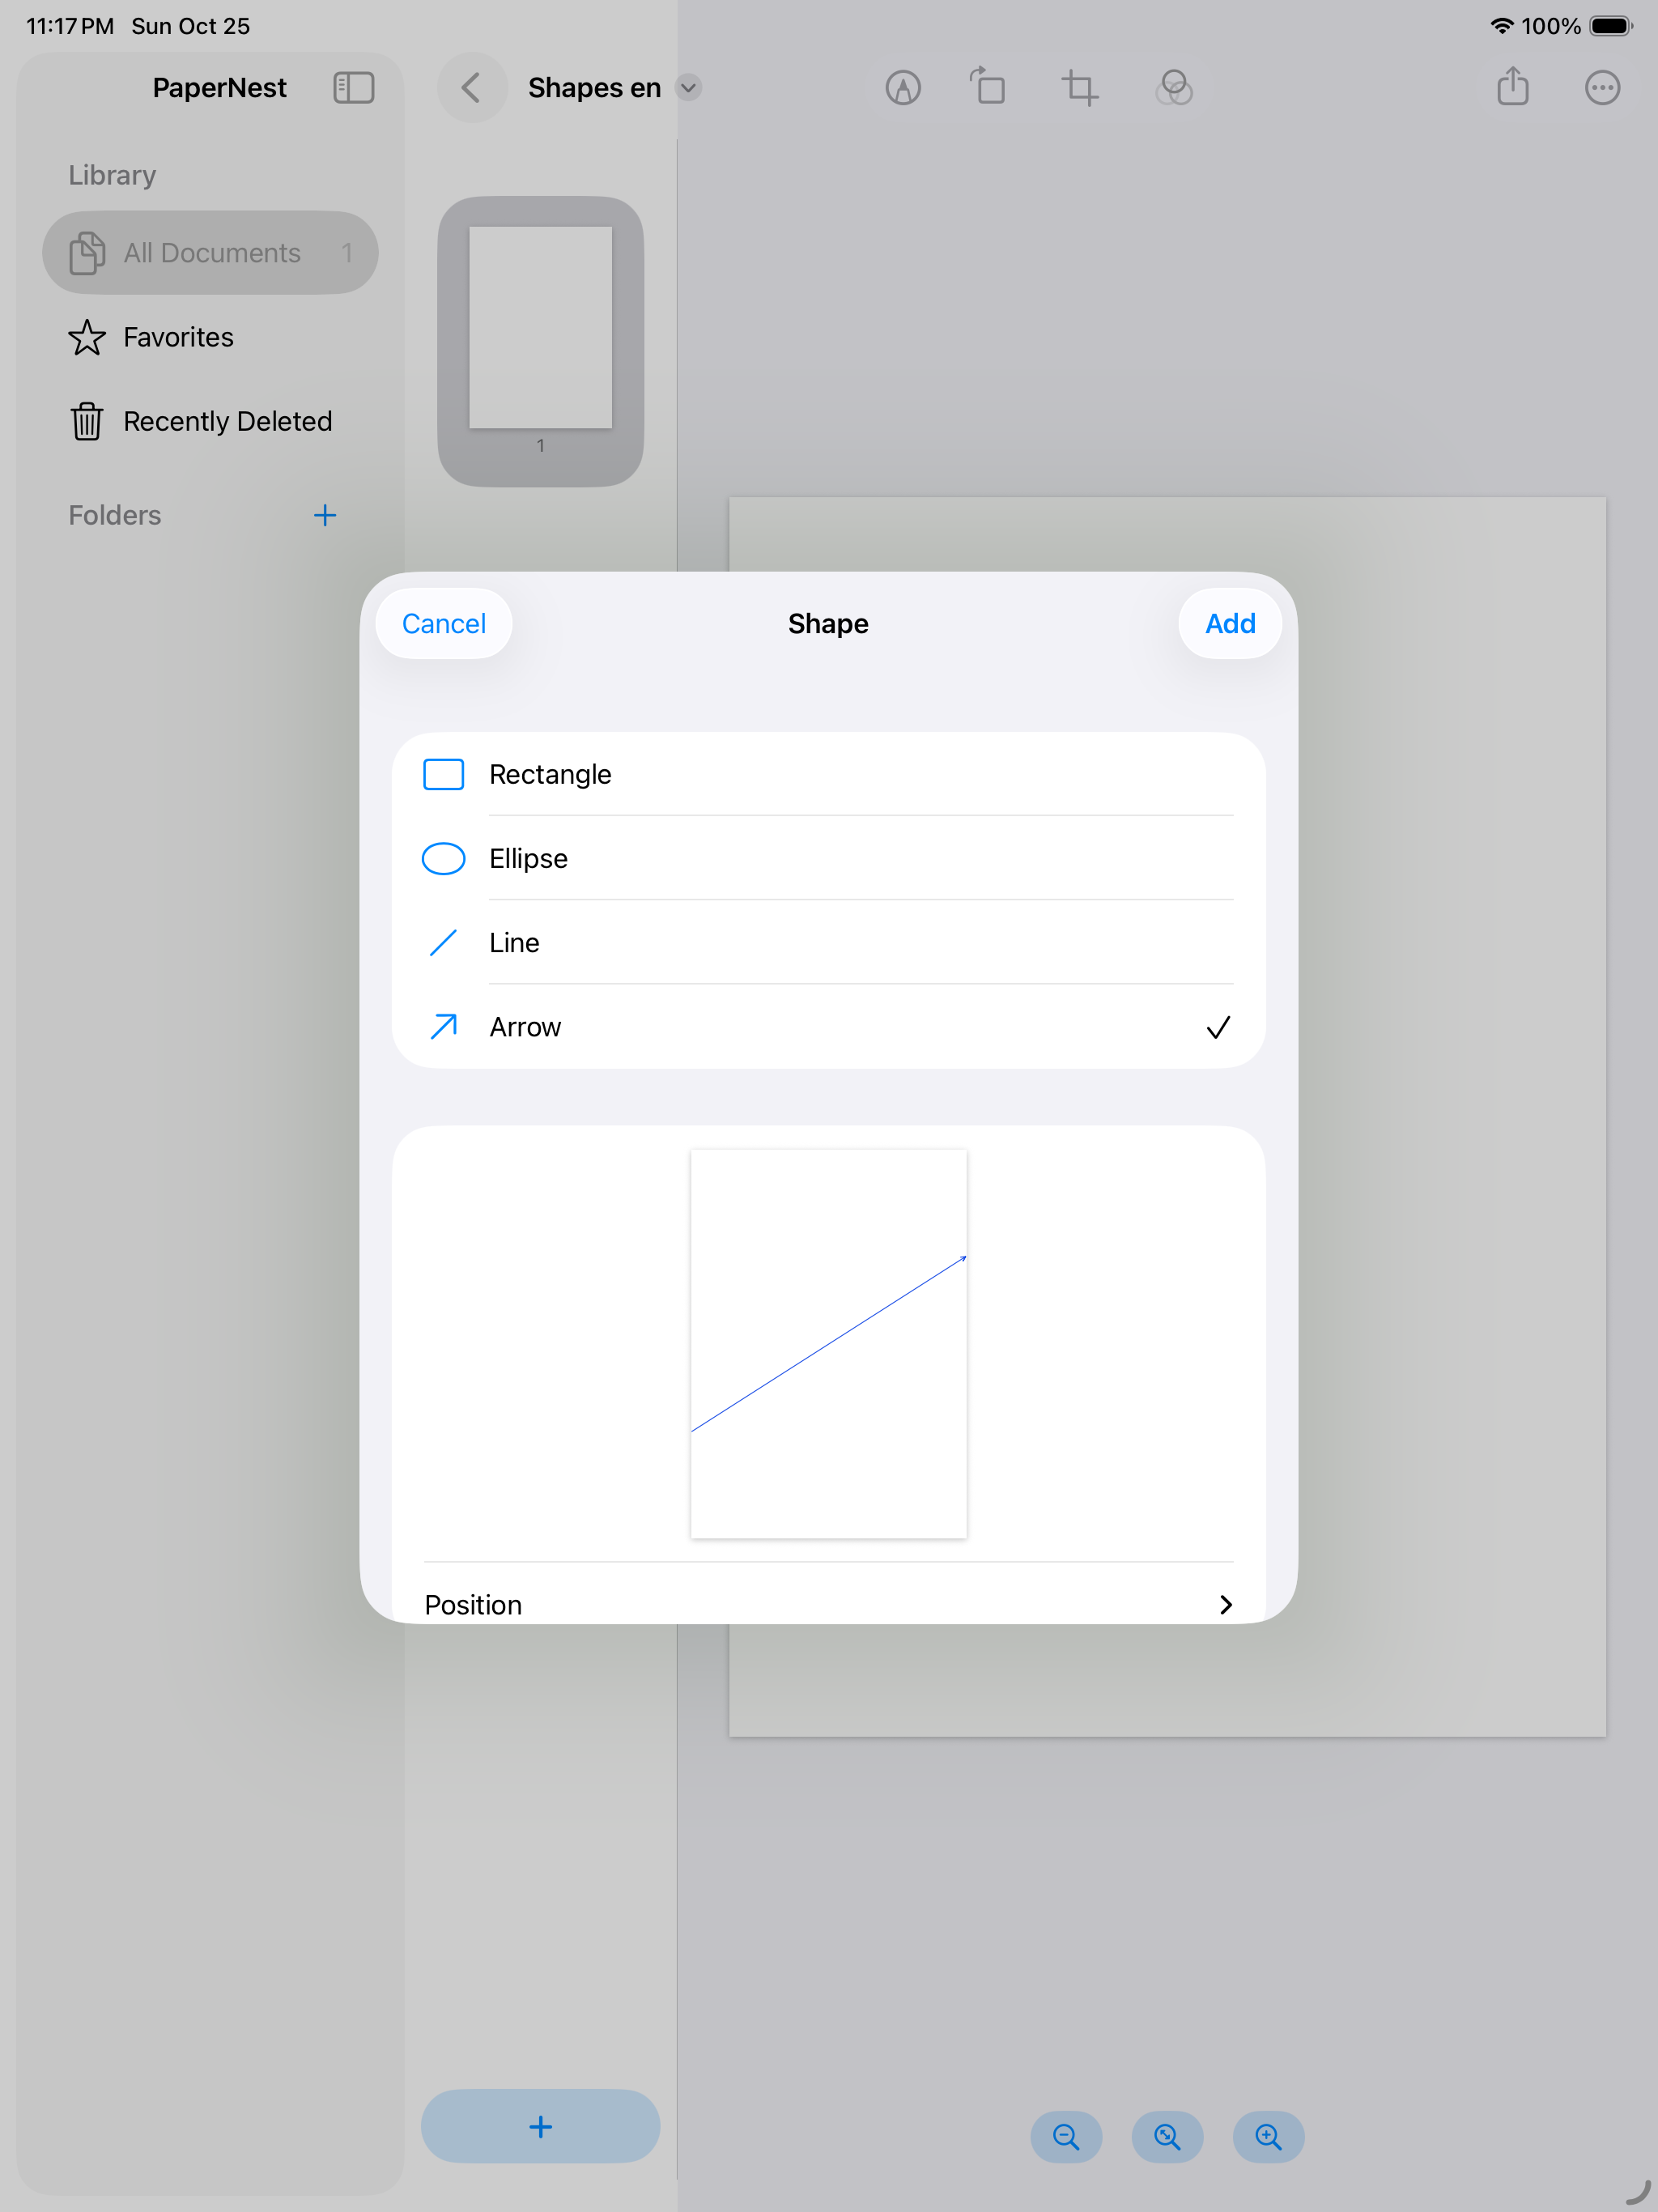 11:17 PM Sun Oct 25
100%
PaperNest
Shapes en
Library
All Documents 1
Favorites
Recently Deleted
Folders
1
Cancel
Shape
Add
Rectangle
Ellipse
Line
Arrow
Position